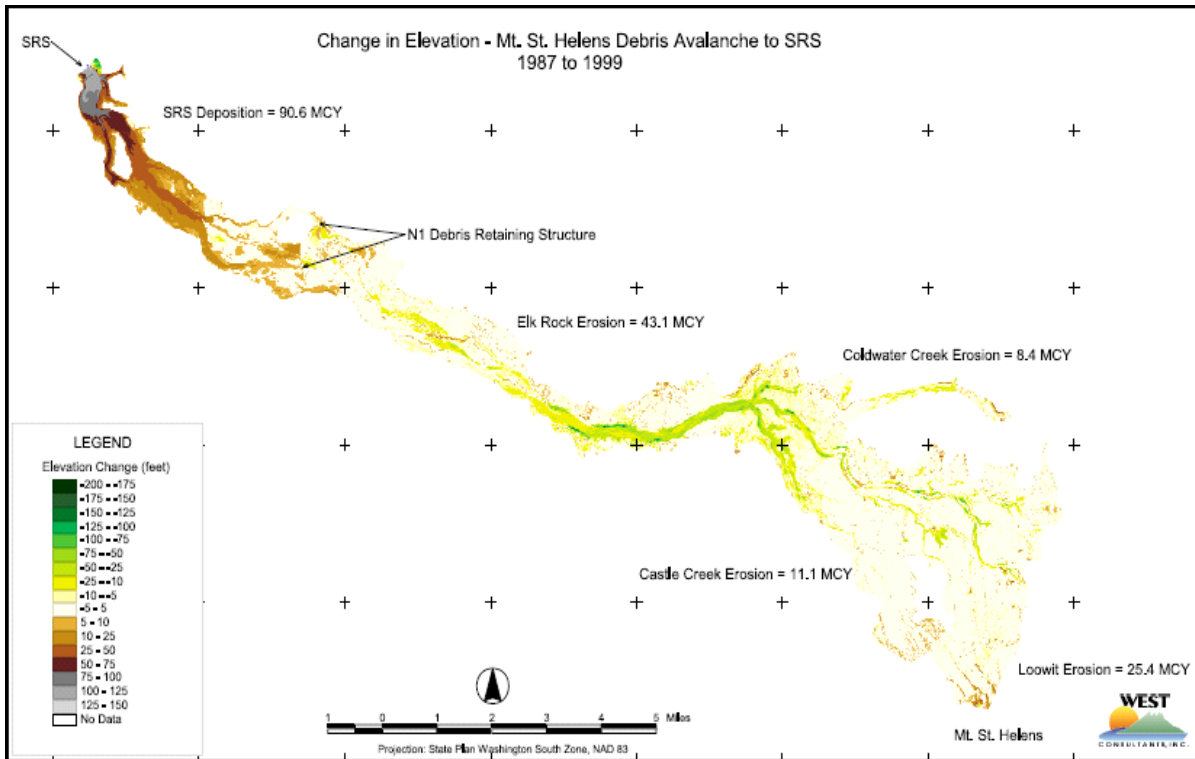 Change in Elevation - Mt. St. Helens Debris Avalanche to SRS
1987 to 1999
SRS
SRS Deposition = 90.6 MCY
N1 Debris Retaining Structure
Elk Rock Erosion = 43.1 MCY
Coldwater Creek Erosion = 8.4 MCY
Castle Creek Erosion = 11.1 MCY
Loowit Erosion = 25.4 MCY
Mt. St. Helens
LEGEND
Elevation Change (feet)
-200 - -175
-175 - -150
-150 - -125
-125 - -100
-100 - -75
-75 - -50
-50 - -25
-25 - -10
-10 - -5
-5 - 5
5 - 10
10 - 25
25 - 50
50 - 75
75 - 100
100 - 125
125 - 150
No Data
1 0 1 2 3 4 5 Miles
Projection: State Plan Washington South Zone, NAD 83
WEST
CONSULTANTS, INC.